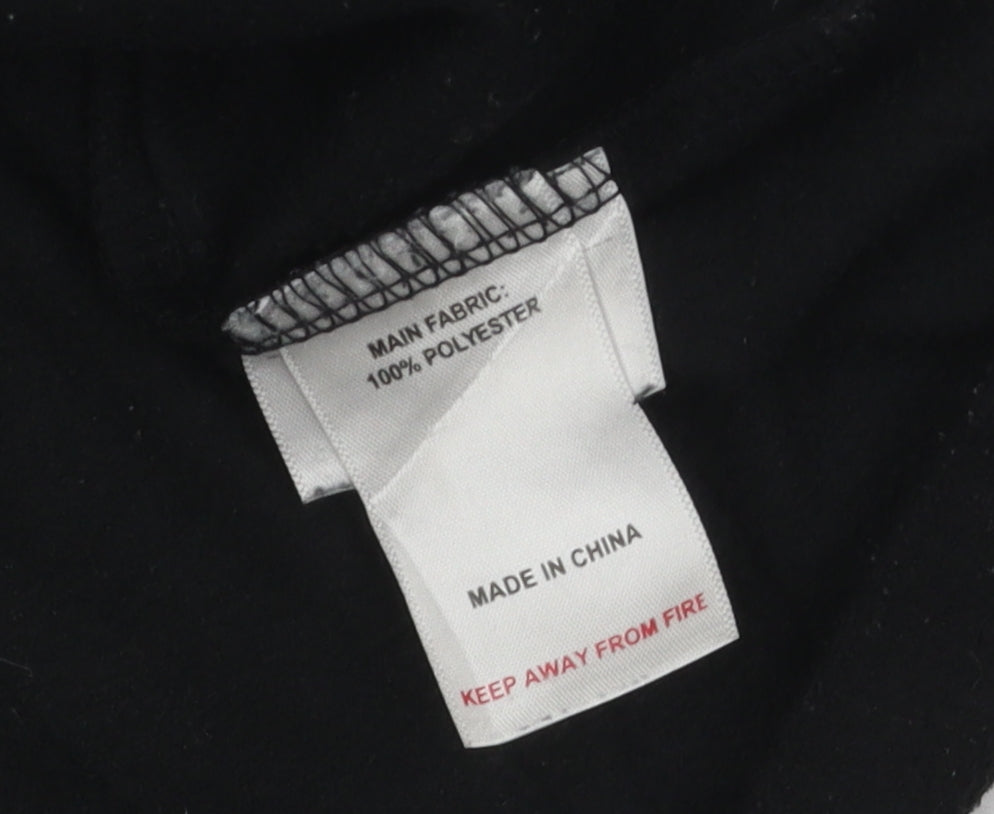 MAIN FABRIC:
100% POLYESTER
MADE IN CHINA
KEEP AWAY FROM FIRE